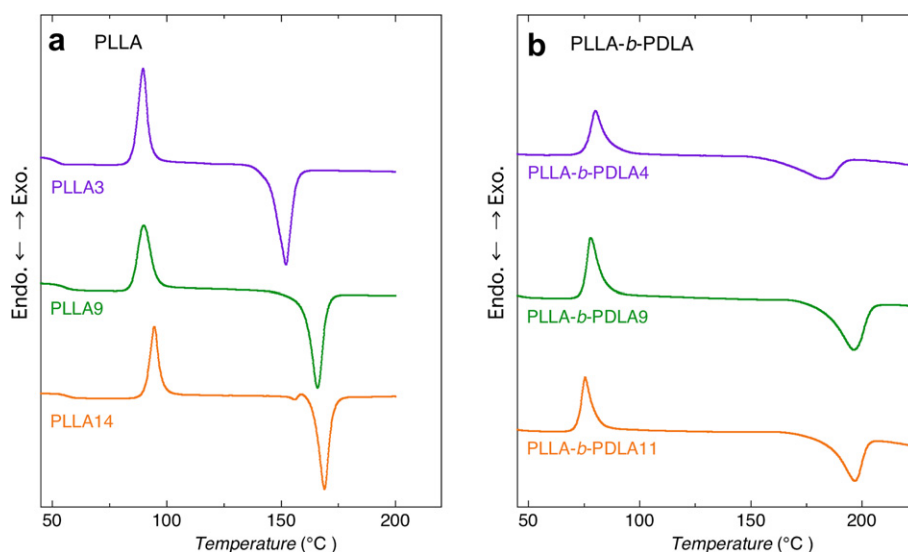 a PLLA
Endo. ← → Exo.
PLLA3
PLLA9
PLLA14
50 100 150 200
Temperature (°C)
b PLLA-b-PDLA
Endo. ← → Exo.
PLLA-b-PDLA4
PLLA-b-PDLA9
PLLA-b-PDLA11
50 100 150 200
Temperature (°C)